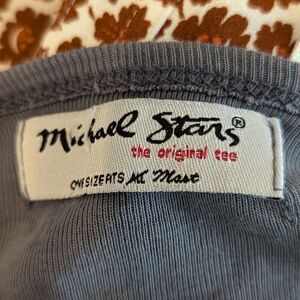 Michael Stars®
the original tee
ONE SIZE FITS Most